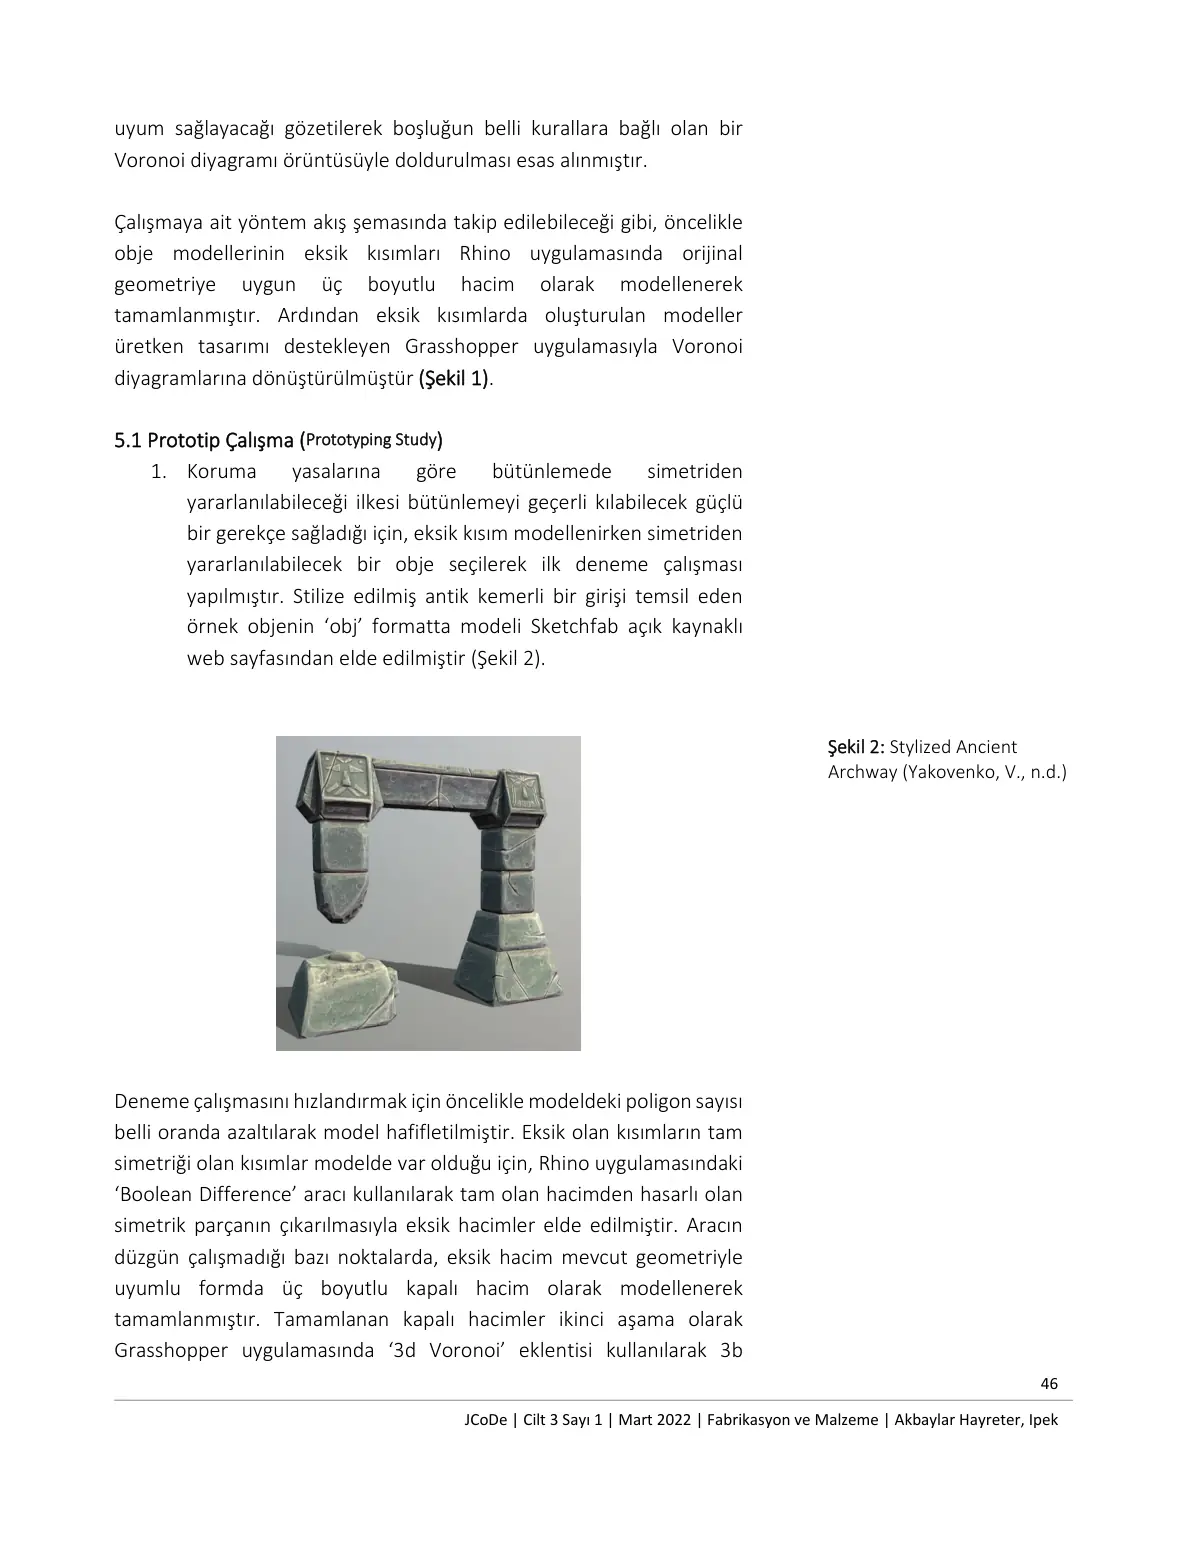 uyum sağlayacağı gözetilerek boşluğun belli kurallara bağlı olan bir
Voronoi diyagramı örüntüsüyle doldurulması esas alınmıştır.
Çalışmaya ait yöntem akış şemasında takip edilebileceği gibi, öncelikle
obje modellerinin eksik kısımları Rhino uygulamasında orijinal
geometriye uygun üç boyutlu hacim olarak modellenerek
tamamlanmıştır. Ardından eksik kısımlarda oluşturulan modeller
üretken tasarımı destekleyen Grasshopper uygulamasıyla Voronoi
diyagramlarına dönüştürülmüştür (Şekil 1).
5.1 Prototip Çalışma (Prototyping Study)
1. Koruma yasalarına göre bütünlemede simetriden
yararlanılabileceği ilkesi bütünlemeyi geçerli kılabilecek güçlü
bir gerekçe sağladığı için, eksik kısım modellenirken simetriden
yararlanılabilecek bir obje seçilerek ilk deneme çalışması
yapılmıştır. Stilize edilmiş antik kemerli bir girişi temsil eden
örnek objenin ‘obj’ formatta modeli Sketchfab açık kaynaklı
web sayfasından elde edilmiştir (Şekil 2).
Şekil 2: Stylized Ancient
Archway (Yakovenko, V., n.d.)
Deneme çalışmasını hızlandırmak için öncelikle modeldeki poligon sayısı
belli oranda azaltılarak model hafifletilmiştir. Eksik olan kısımların tam
simetriği olan kısımlar modelde var olduğu için, Rhino uygulamasındaki
‘Boolean Difference’ aracı kullanılarak tam olan hacimden hasarlı olan
simetrik parçanın çıkarılmasıyla eksik hacimler elde edilmiştir. Aracın
düzgün çalışmadığı bazı noktalarda, eksik hacim mevcut geometriyle
uyumlu formda üç boyutlu kapalı hacim olarak modellenerek
tamamlanmıştır. Tamamlanan kapalı hacimler ikinci aşama olarak
Grasshopper uygulamasında ‘3d Voronoi’ eklentisi kullanılarak 3b
46
JCoDe | Cilt 3 Sayı 1 | Mart 2022 | Fabrikasyon ve Malzeme | Akbaylar Hayreter, Ipek